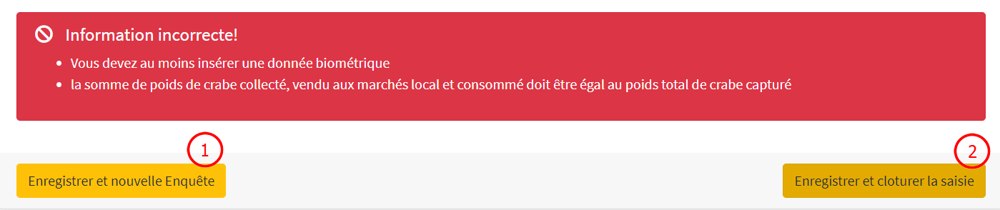 Information incorrecte!
Vous devez au moins insérer une donnée biométrique
la somme de poids de crabe collecté, vendu aux marchés local et consommé doit être égal au poids total de crabe capturé
1
2
Enregistrer et nouvelle Enquête
Enregistrer et cloturer la saisie